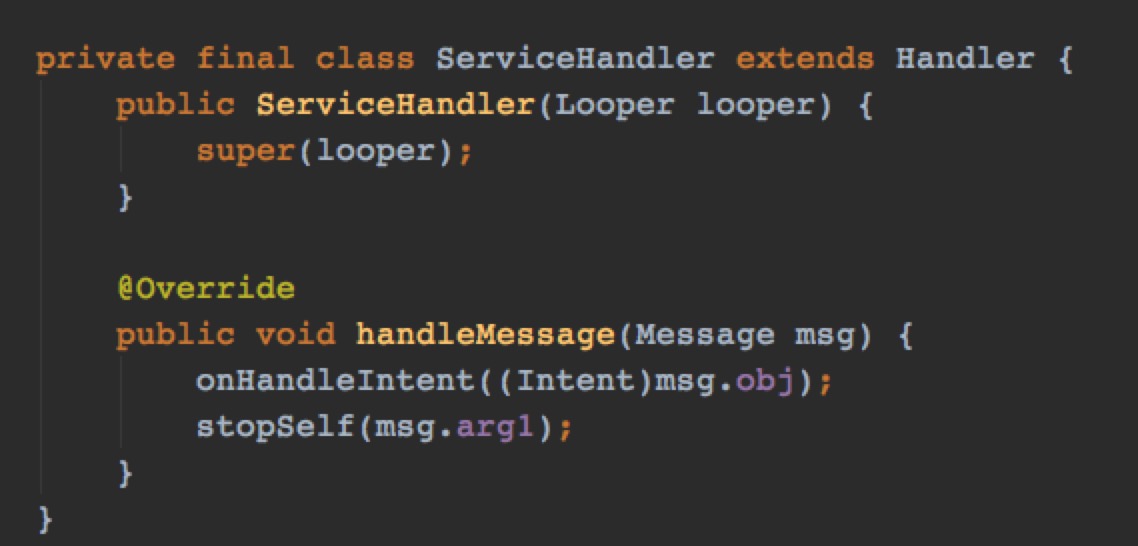 private final class ServiceHandler extends Handler {
    public ServiceHandler(Looper looper) {
        super(looper);
    }

    @Override
    public void handleMessage(Message msg) {
        onHandleIntent((Intent)msg.obj);
        stopSelf(msg.arg1);
    }
}